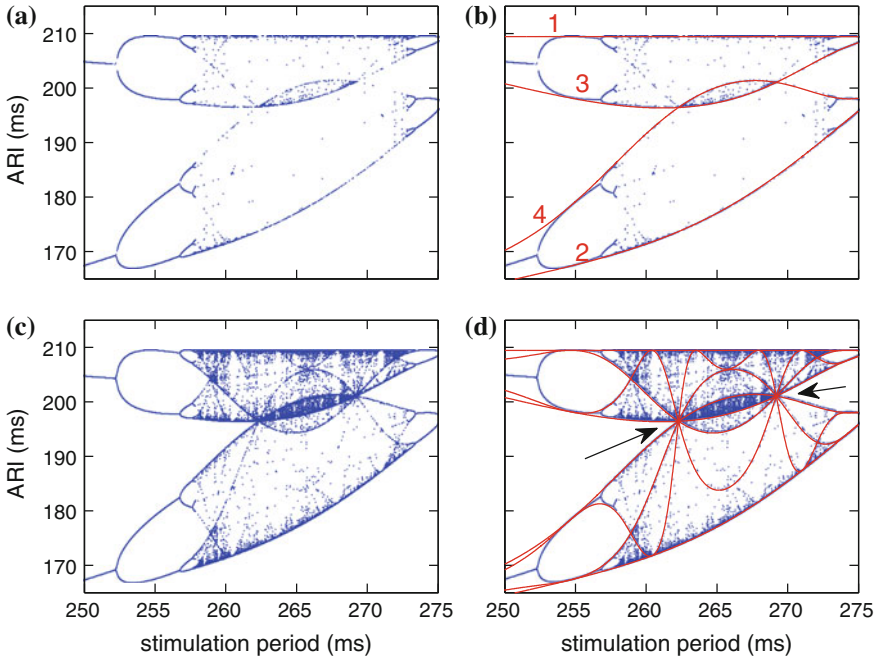 (a)
(b)
ARI (ms)
210
200
190
180
170
1
3
4
2
(c)
(d)
ARI (ms)
210
200
190
180
170
250 255 260 265 270 275
250 255 260 265 270 275
stimulation period (ms)
stimulation period (ms)